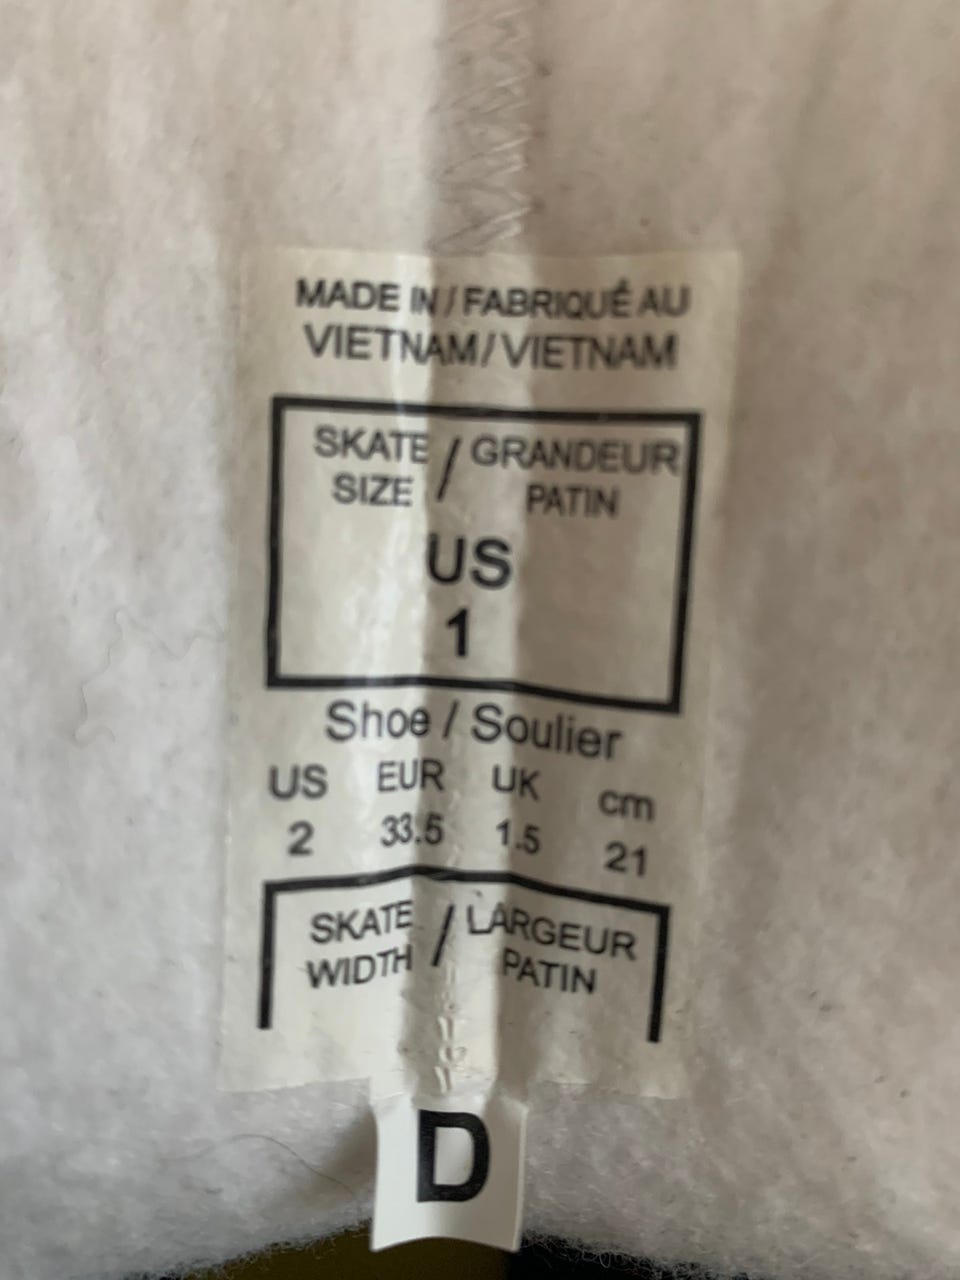 MADE IN / FABRIQUÉ AU
VIETNAM / VIETNAM
SKATE SIZE / GRANDEUR PATIN
US
1
Shoe / Soulier
US EUR UK cm
2 33.5 1.5 21
SKATE WIDTH / LARGEUR PATIN
D